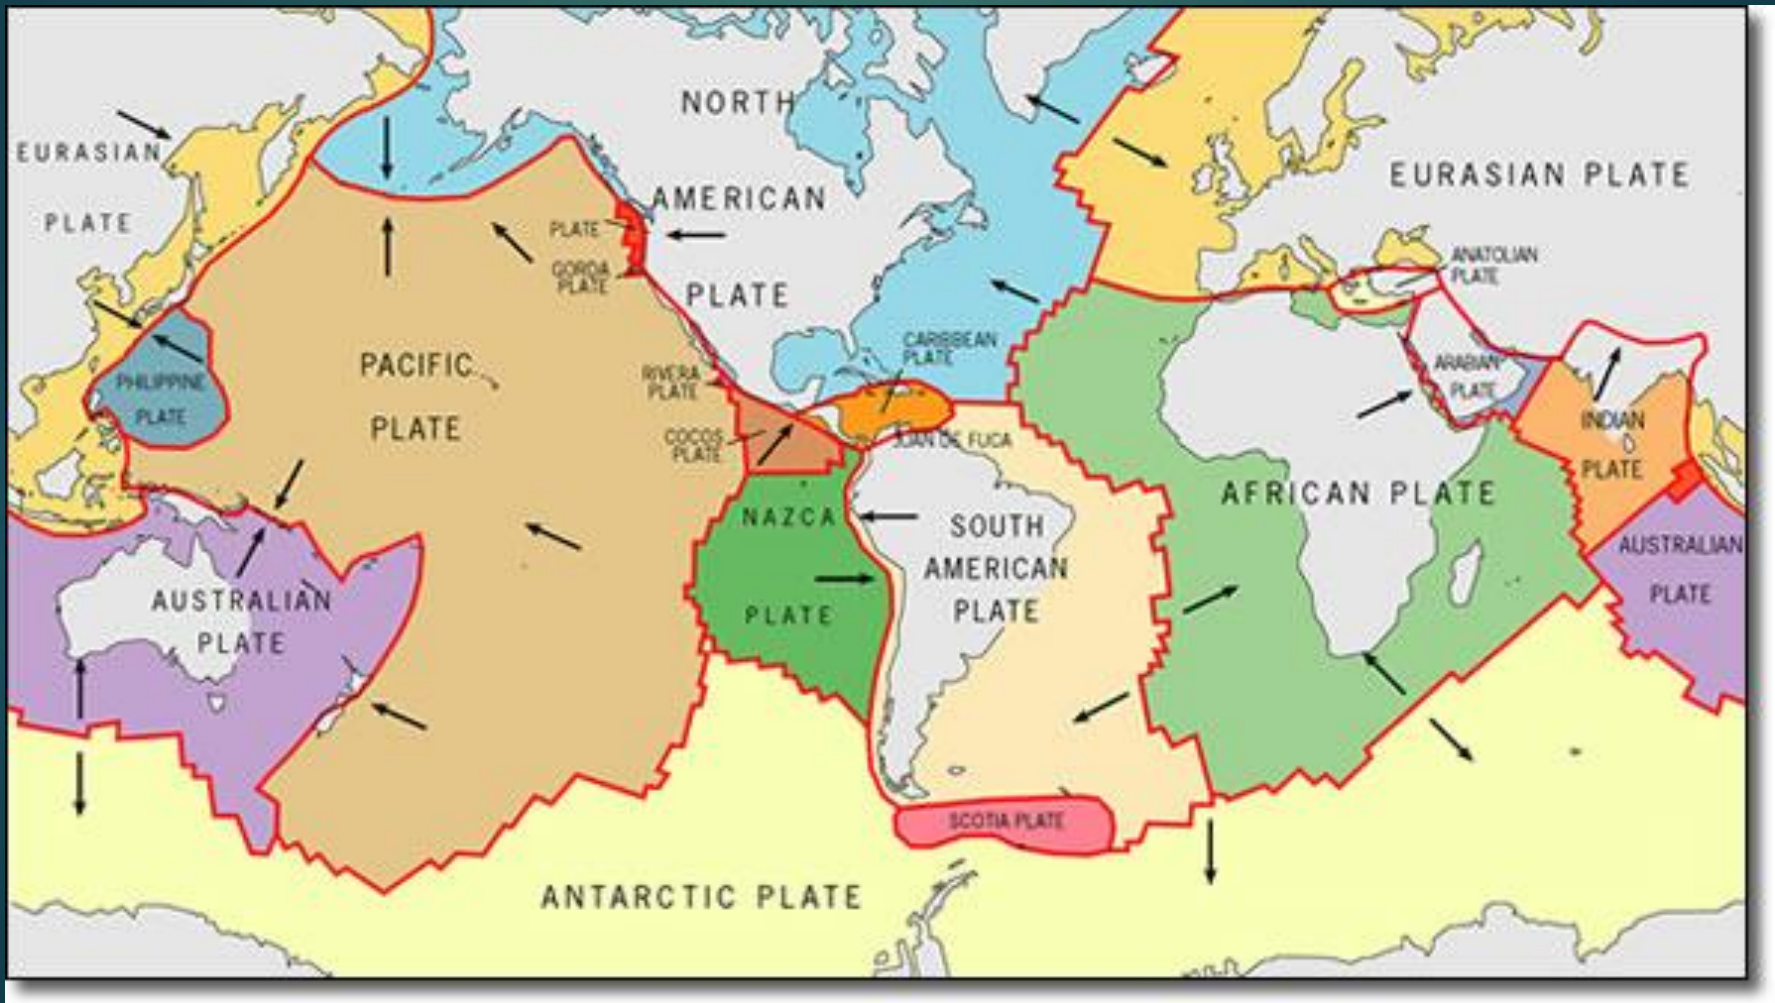 EURASIAN
PLATE
NORTH
AMERICAN
PLATE
EURASIAN PLATE
ANATOLIAN
PLATE
PLATE
GORDA
PLATE
CARIBBEAN
PLATE
RIVERA
PLATE
PACIFIC
PLATE
PHILIPPINE
PLATE
COCOS
PLATE
JUAN DE FUCA
ARABIAN
PLATE
INDIAN
PLATE
AFRICAN PLATE
NAZCA
PLATE
SOUTH
AMERICAN
PLATE
AUSTRALIAN
PLATE
AUSTRALIAN
PLATE
SCOTIA PLATE
ANTARCTIC PLATE